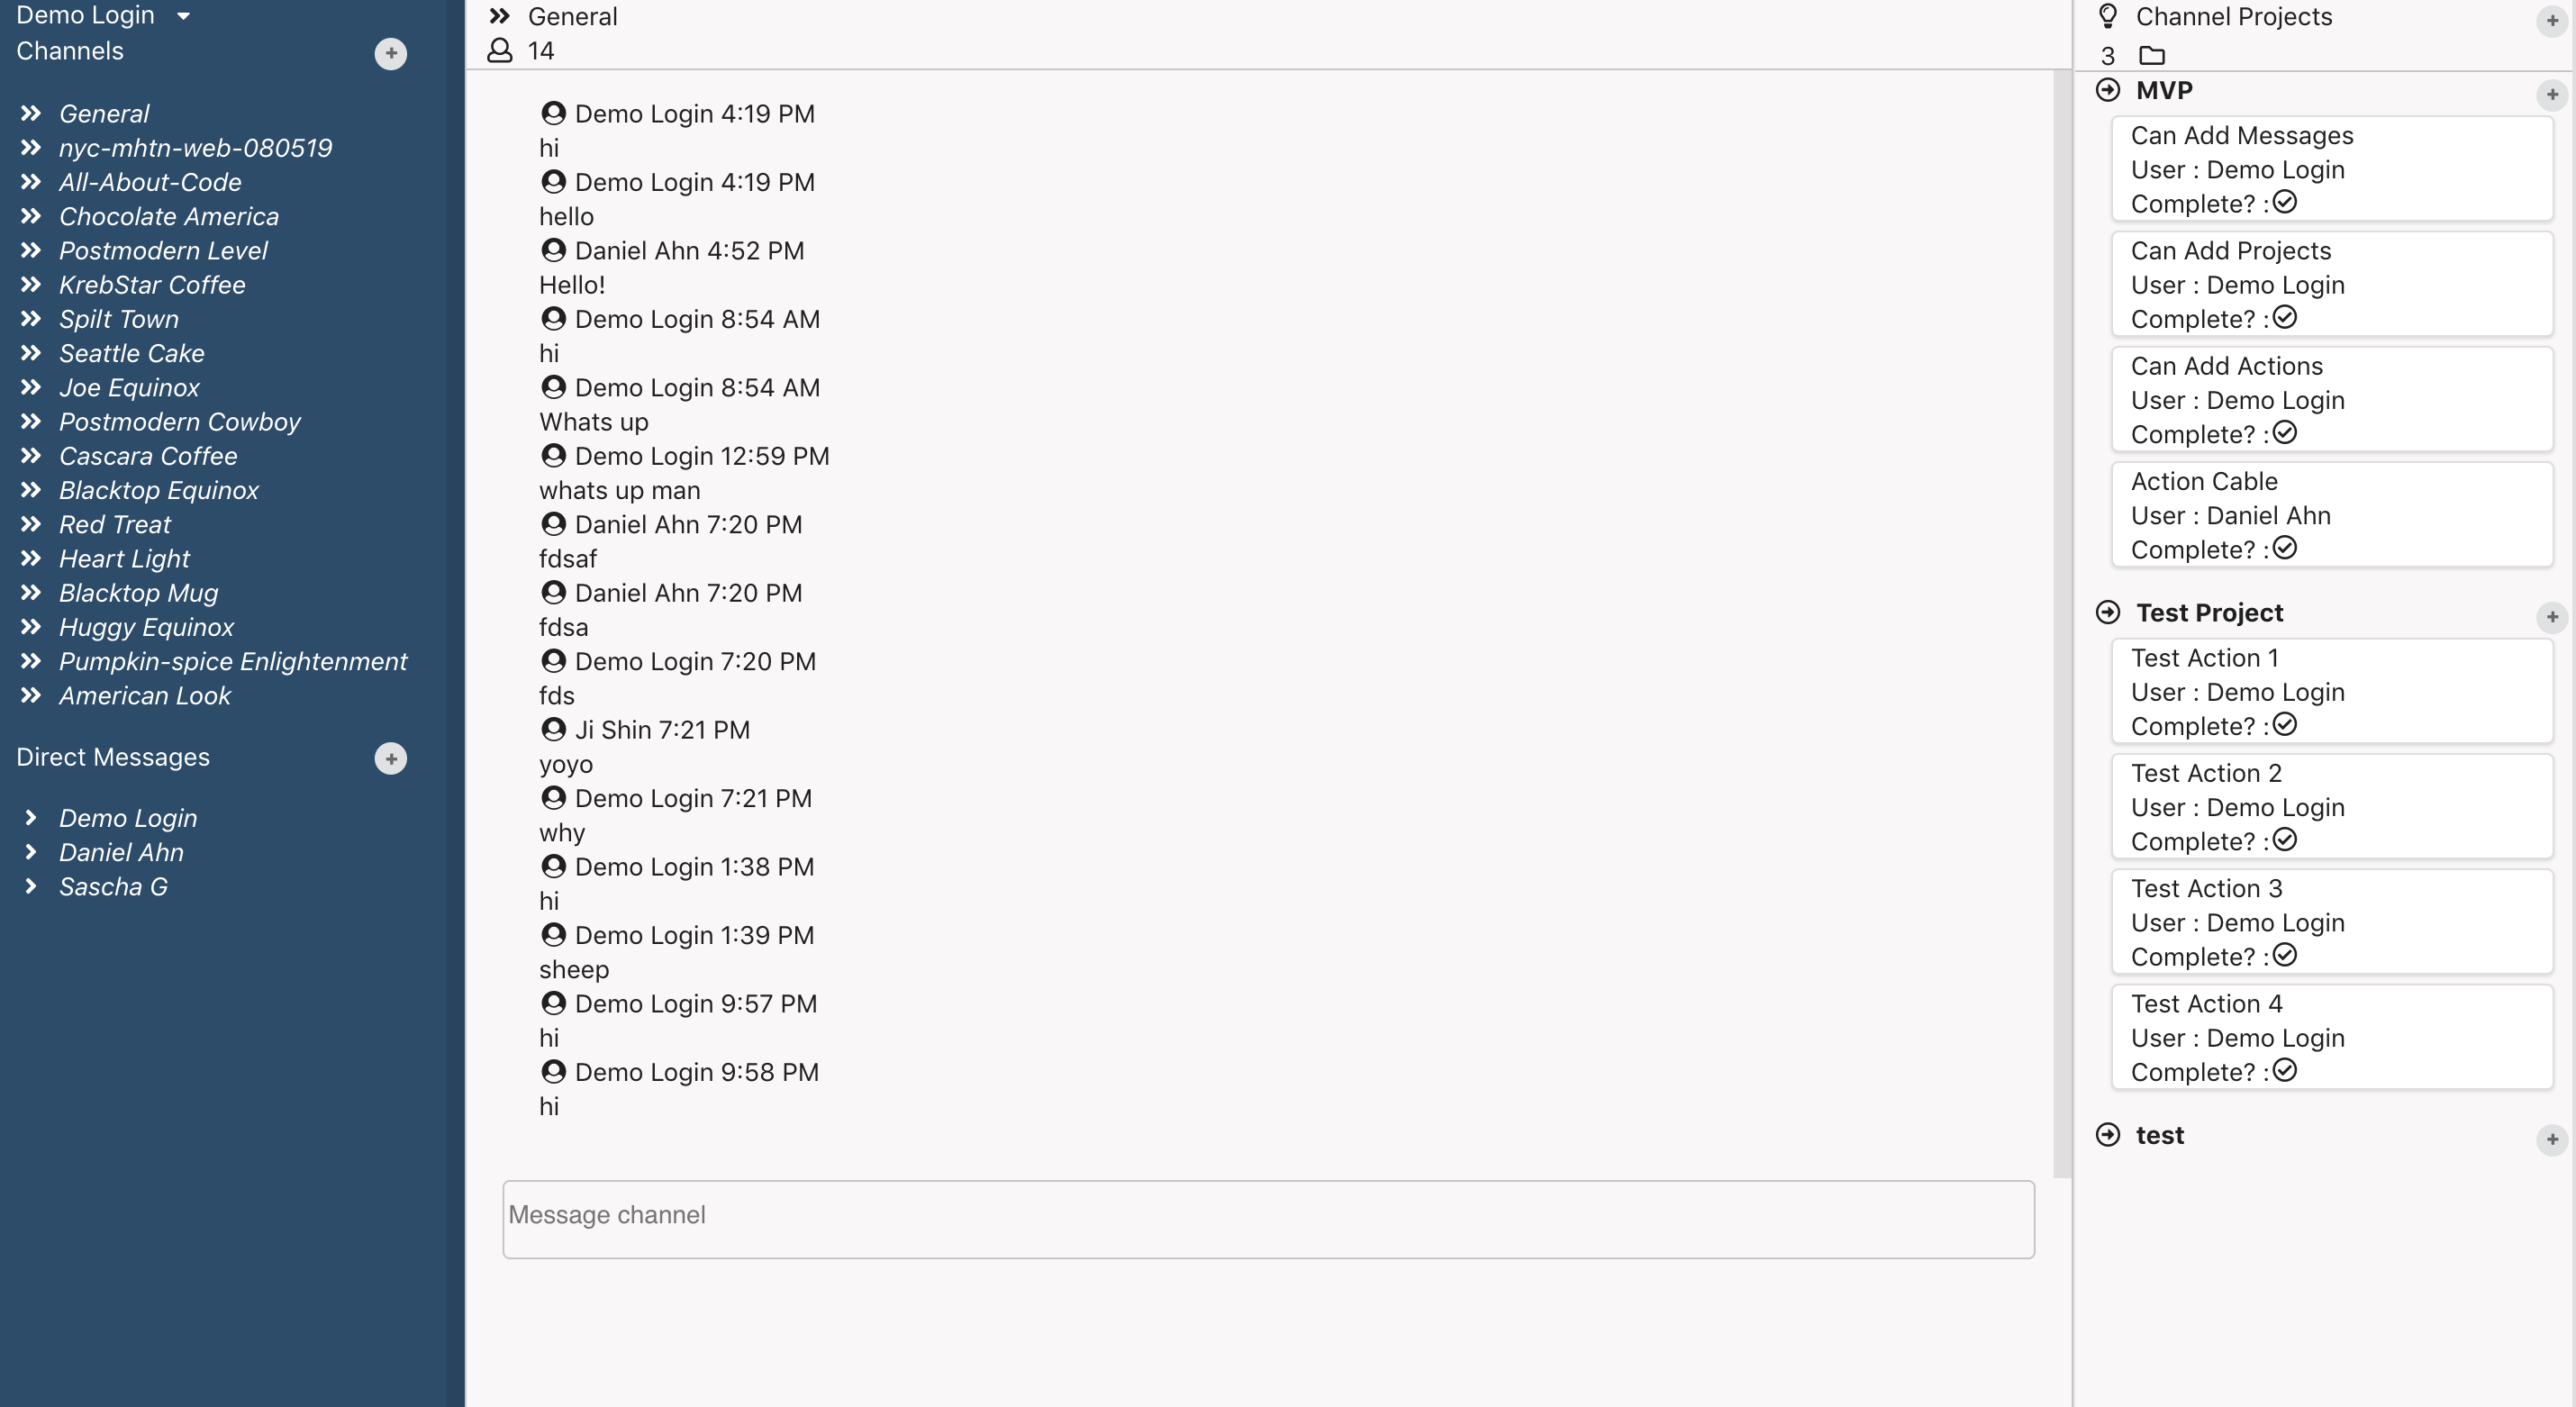 Demo Login
Channels
General
nyc-mhtn-web-080519
All-About-Code
Chocolate America
Postmodern Level
KrebStar Coffee
Spilt Town
Seattle Cake
Joe Equinox
Postmodern Cowboy
Cascara Coffee
Blacktop Equinox
Red Treat
Heart Light
Blacktop Mug
Huggy Equinox
Pumpkin-spice Enlightenment
American Look
Direct Messages
Demo Login
Daniel Ahn
Sascha G
General
14
Demo Login 4:19 PM
hi
Demo Login 4:19 PM
hello
Daniel Ahn 4:52 PM
Hello!
Demo Login 8:54 AM
hi
Demo Login 8:54 AM
Whats up
Demo Login 12:59 PM
whats up man
Daniel Ahn 7:20 PM
fdsaf
Daniel Ahn 7:20 PM
fdsa
Demo Login 7:20 PM
fds
Ji Shin 7:21 PM
yoyo
Demo Login 7:21 PM
why
Demo Login 1:38 PM
hi
Demo Login 1:39 PM
sheep
Demo Login 9:57 PM
hi
Demo Login 9:58 PM
hi
Message channel
Channel Projects
3
MVP
Can Add Messages
User : Demo Login
Complete? :
Can Add Projects
User : Demo Login
Complete? :
Can Add Actions
User : Demo Login
Complete? :
Action Cable
User : Daniel Ahn
Complete? :
Test Project
Test Action 1
User : Demo Login
Complete? :
Test Action 2
User : Demo Login
Complete? :
Test Action 3
User : Demo Login
Complete? :
Test Action 4
User : Demo Login
Complete? :
test